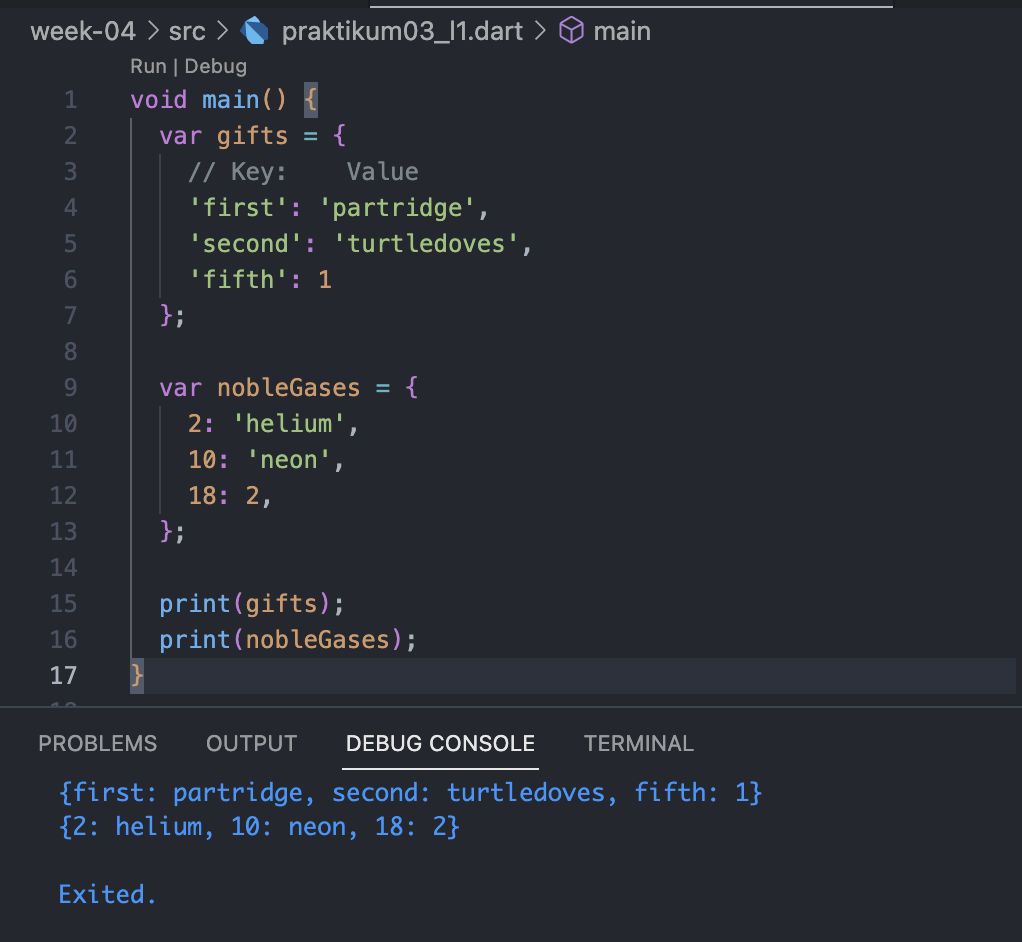 week-04 > src > praktikum03_l1.dart > main
Run | Debug
1 void main() {
2   var gifts = {
3     // Key:    Value
4     'first': 'partridge',
5     'second': 'turtledoves',
6     'fifth': 1
7   };
8
9   var nobleGases = {
10     2: 'helium',
11     10: 'neon',
12     18: 2,
13   };
14
15   print(gifts);
16   print(nobleGases);
17 }
PROBLEMS OUTPUT DEBUG CONSOLE TERMINAL
{first: partridge, second: turtledoves, fifth: 1}
{2: helium, 10: neon, 18: 2}
Exited.